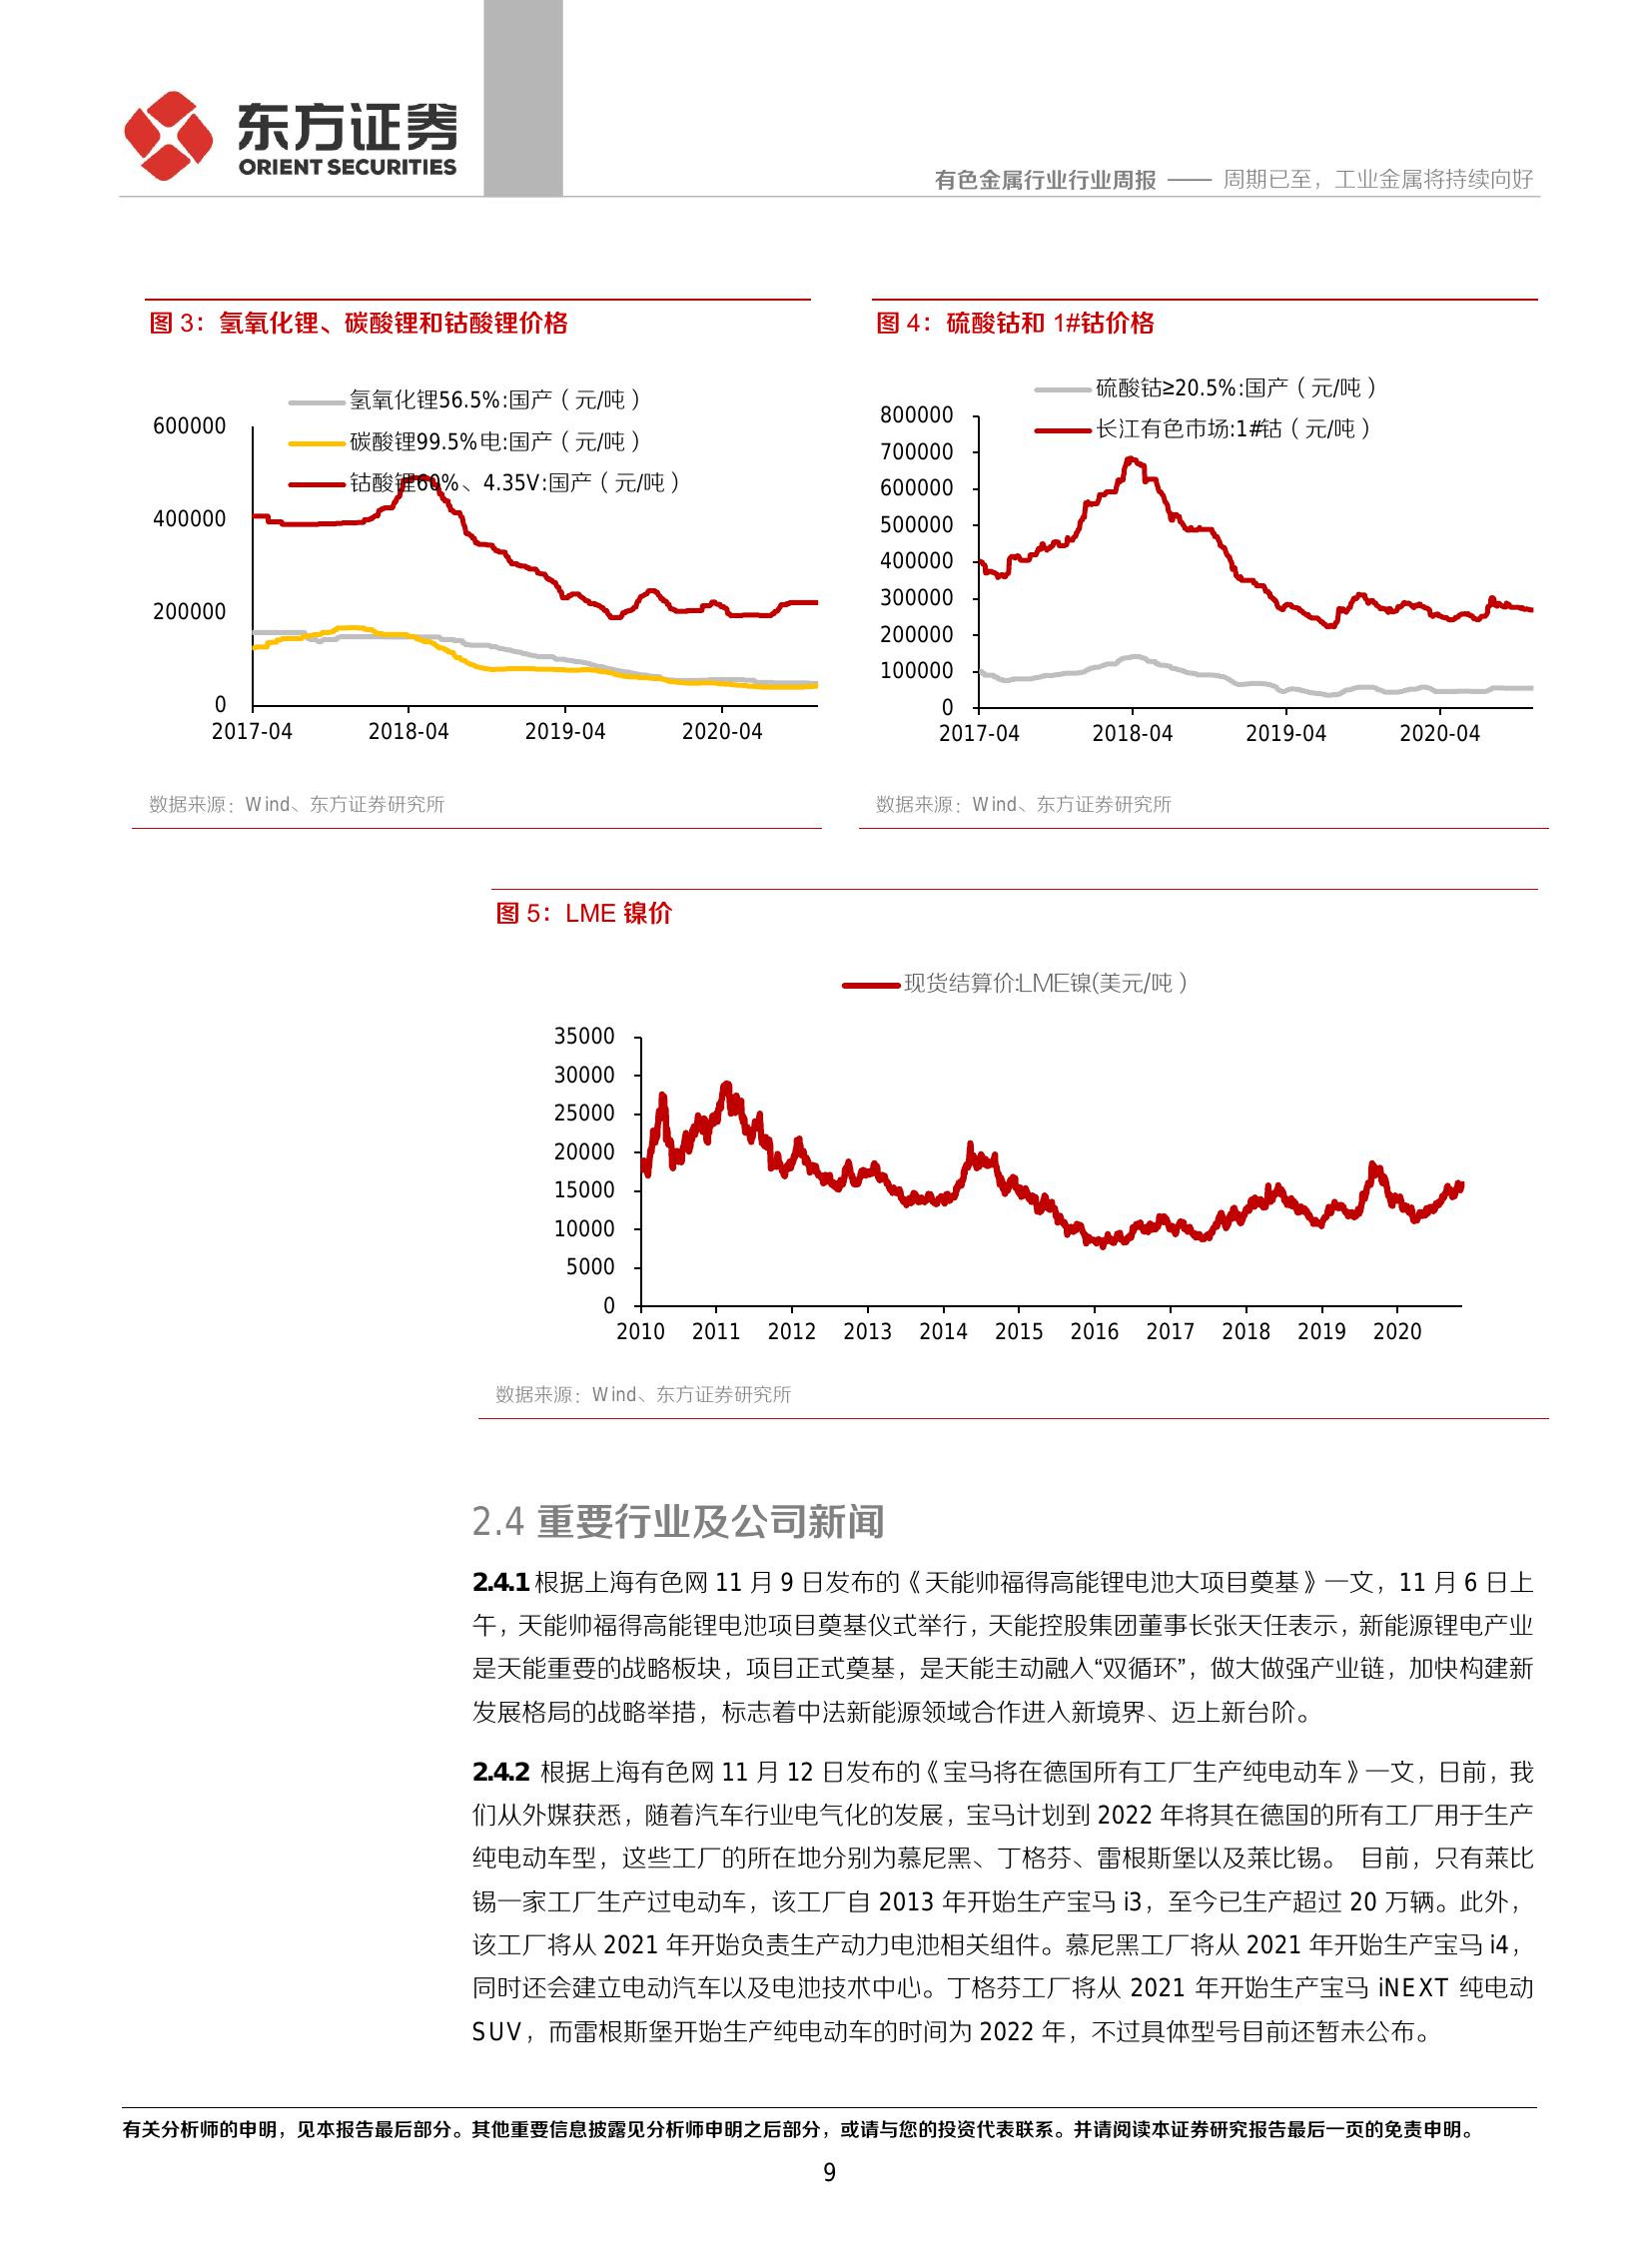 东方证券
ORIENT SECURITIES
有色金属行业行业周报 —— 周期已至，工业金属将持续向好
图 3：氢氧化锂、碳酸锂和钴酸锂价格
氢氧化锂56.5%:国产（元/吨）
碳酸锂99.5%电:国产（元/吨）
钴酸锂60%、4.35V:国产（元/吨）
600000
400000
200000
0
2017-04 2018-04 2019-04 2020-04
数据来源：Wind、东方证券研究所
图 4：硫酸钴和 1#钴价格
硫酸钴≥20.5%:国产（元/吨）
长江有色市场:1#钴（元/吨）
800000
700000
600000
500000
400000
300000
200000
100000
0
2017-04 2018-04 2019-04 2020-04
数据来源：Wind、东方证券研究所
图 5：LME 镍价
现货结算价:LME镍(美元/吨）
35000
30000
25000
20000
15000
10000
5000
0
2010 2011 2012 2013 2014 2015 2016 2017 2018 2019 2020
数据来源：Wind、东方证券研究所
2.4 重要行业及公司新闻
2.4.1 根据上海有色网 11 月 9 日发布的《天能帅福得高能锂电池大项目奠基》一文，11 月 6 日上
午，天能帅福得高能锂电池项目奠基仪式举行，天能控股集团董事长张天任表示，新能源锂电产业
是天能重要的战略板块，项目正式奠基，是天能主动融入“双循环”，做大做强产业链，加快构建新
发展格局的战略举措，标志着中法新能源领域合作进入新境界、迈上新台阶。
2.4.2 根据上海有色网 11 月 12 日发布的《宝马将在德国所有工厂生产纯电动车》一文，日前，我
们从外媒获悉，随着汽车行业电气化的发展，宝马计划到 2022 年将其在德国的所有工厂用于生产
纯电动车型，这些工厂的所在地分别为慕尼黑、丁格芬、雷根斯堡以及莱比锡。 目前，只有莱比
锡一家工厂生产过电动车，该工厂自 2013 年开始生产宝马 i3，至今已生产超过 20 万辆。此外，
该工厂将从 2021 年开始负责生产动力电池相关组件。慕尼黑工厂将从 2021 年开始生产宝马 i4，
同时还会建立电动汽车以及电池技术中心。丁格芬工厂将从 2021 年开始生产宝马 iNEXT 纯电动
SUV，而雷根斯堡开始生产纯电动车的时间为 2022 年，不过具体型号目前还暂未公布。
有关分析师的申明，见本报告最后部分。其他重要信息披露见分析师申明之后部分，或请与您的投资代表联系。并请阅读本证券研究报告最后一页的免责申明。
9